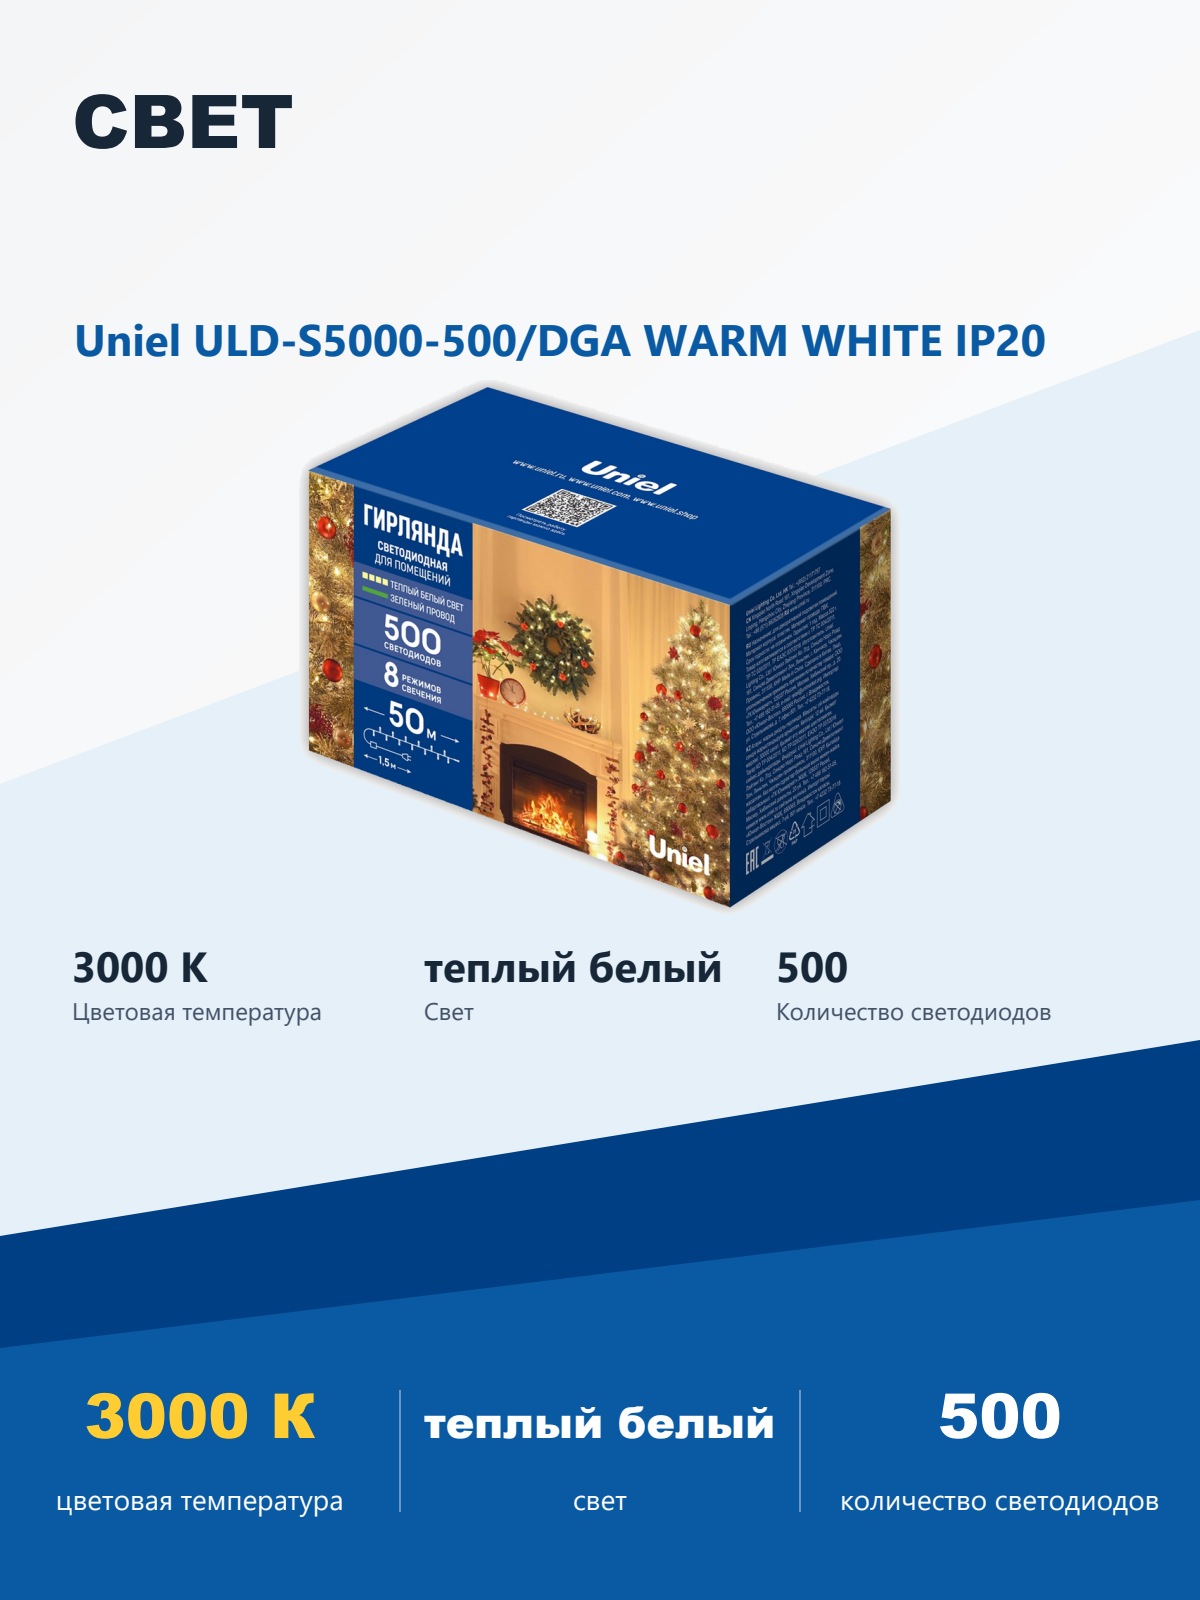 СВЕТ
Uniel ULD-S5000-500/DGA WARM WHITE IP20
Uniel
www.uniel.ru, www.uniel.com, www.uniel.shop
ГИРЛЯНДА
СВЕТОДИОДНАЯ
ДЛЯ ПОМЕЩЕНИЙ
ТЕПЛЫЙ БЕЛЫЙ СВЕТ
ЗЕЛЕНЫЙ ПРОВОД
500
СВЕТОДИОДОВ
8 РЕЖИМОВ
СВЕЧЕНИЯ
50 м
1,5 м
Uniel
EAC
3000 К
Цветовая температура
теплый белый
Свет
500
Количество светодиодов
3000 К
цветовая температура
теплый белый
свет
500
количество светодиодов